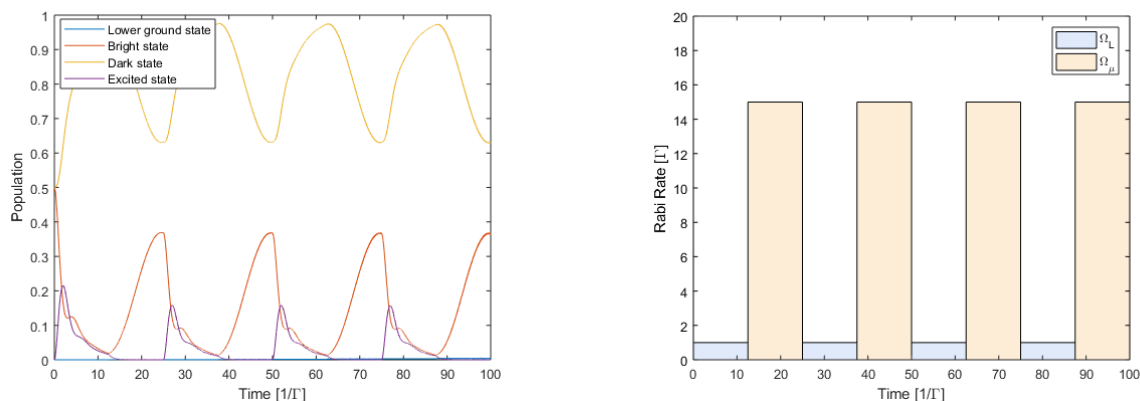 1
0.9
0.8
0.7
0.6
0.5
0.4
0.3
0.2
0.1
0
Population
Lower ground state
Bright state
Dark state
Excited state
0 10 20 30 40 50 60 70 80 90 100
Time [1/Γ]
20
18
16
14
12
10
8
6
4
2
0
Rabi Rate [Γ]
Ω_L
Ω_μ
0 10 20 30 40 50 60 70 80 90 100
Time [1/Γ]